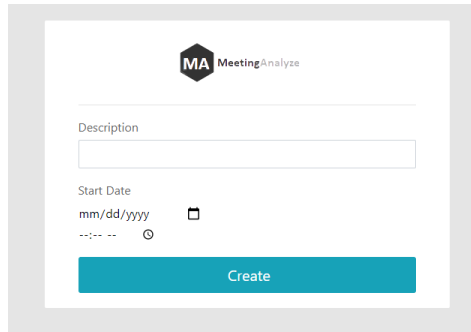 MA MeetingAnalyze
Description
Start Date
mm/dd/yyyy
--:-- --
Create